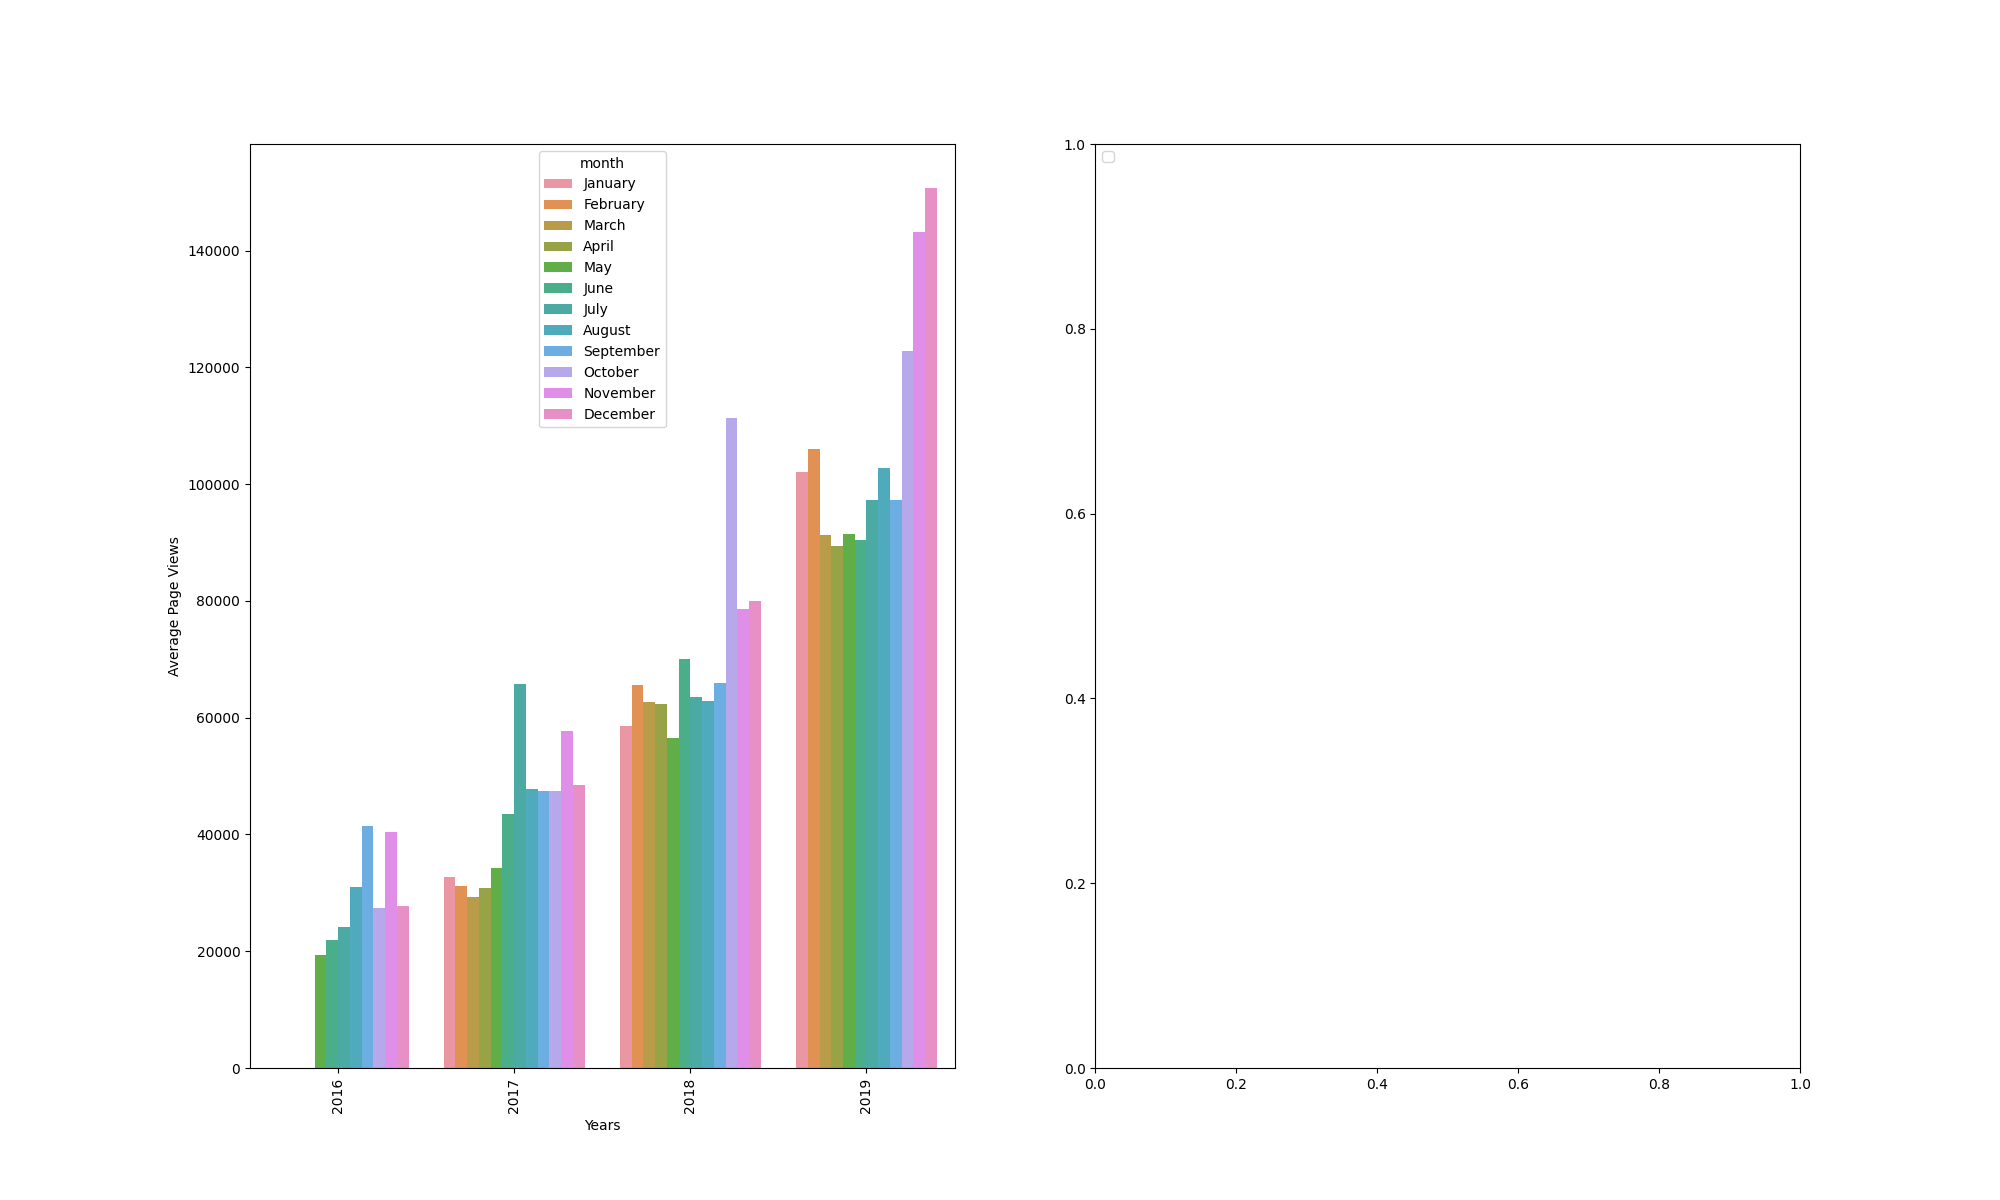 month
January
February
March
April
May
June
July
August
September
October
November
December
140000
120000
100000
80000
60000
40000
20000
0
Average Page Views
2016
2017
2018
2019
Years
1.0
0.8
0.6
0.4
0.2
0.0
0.0 0.2 0.4 0.6 0.8 1.0